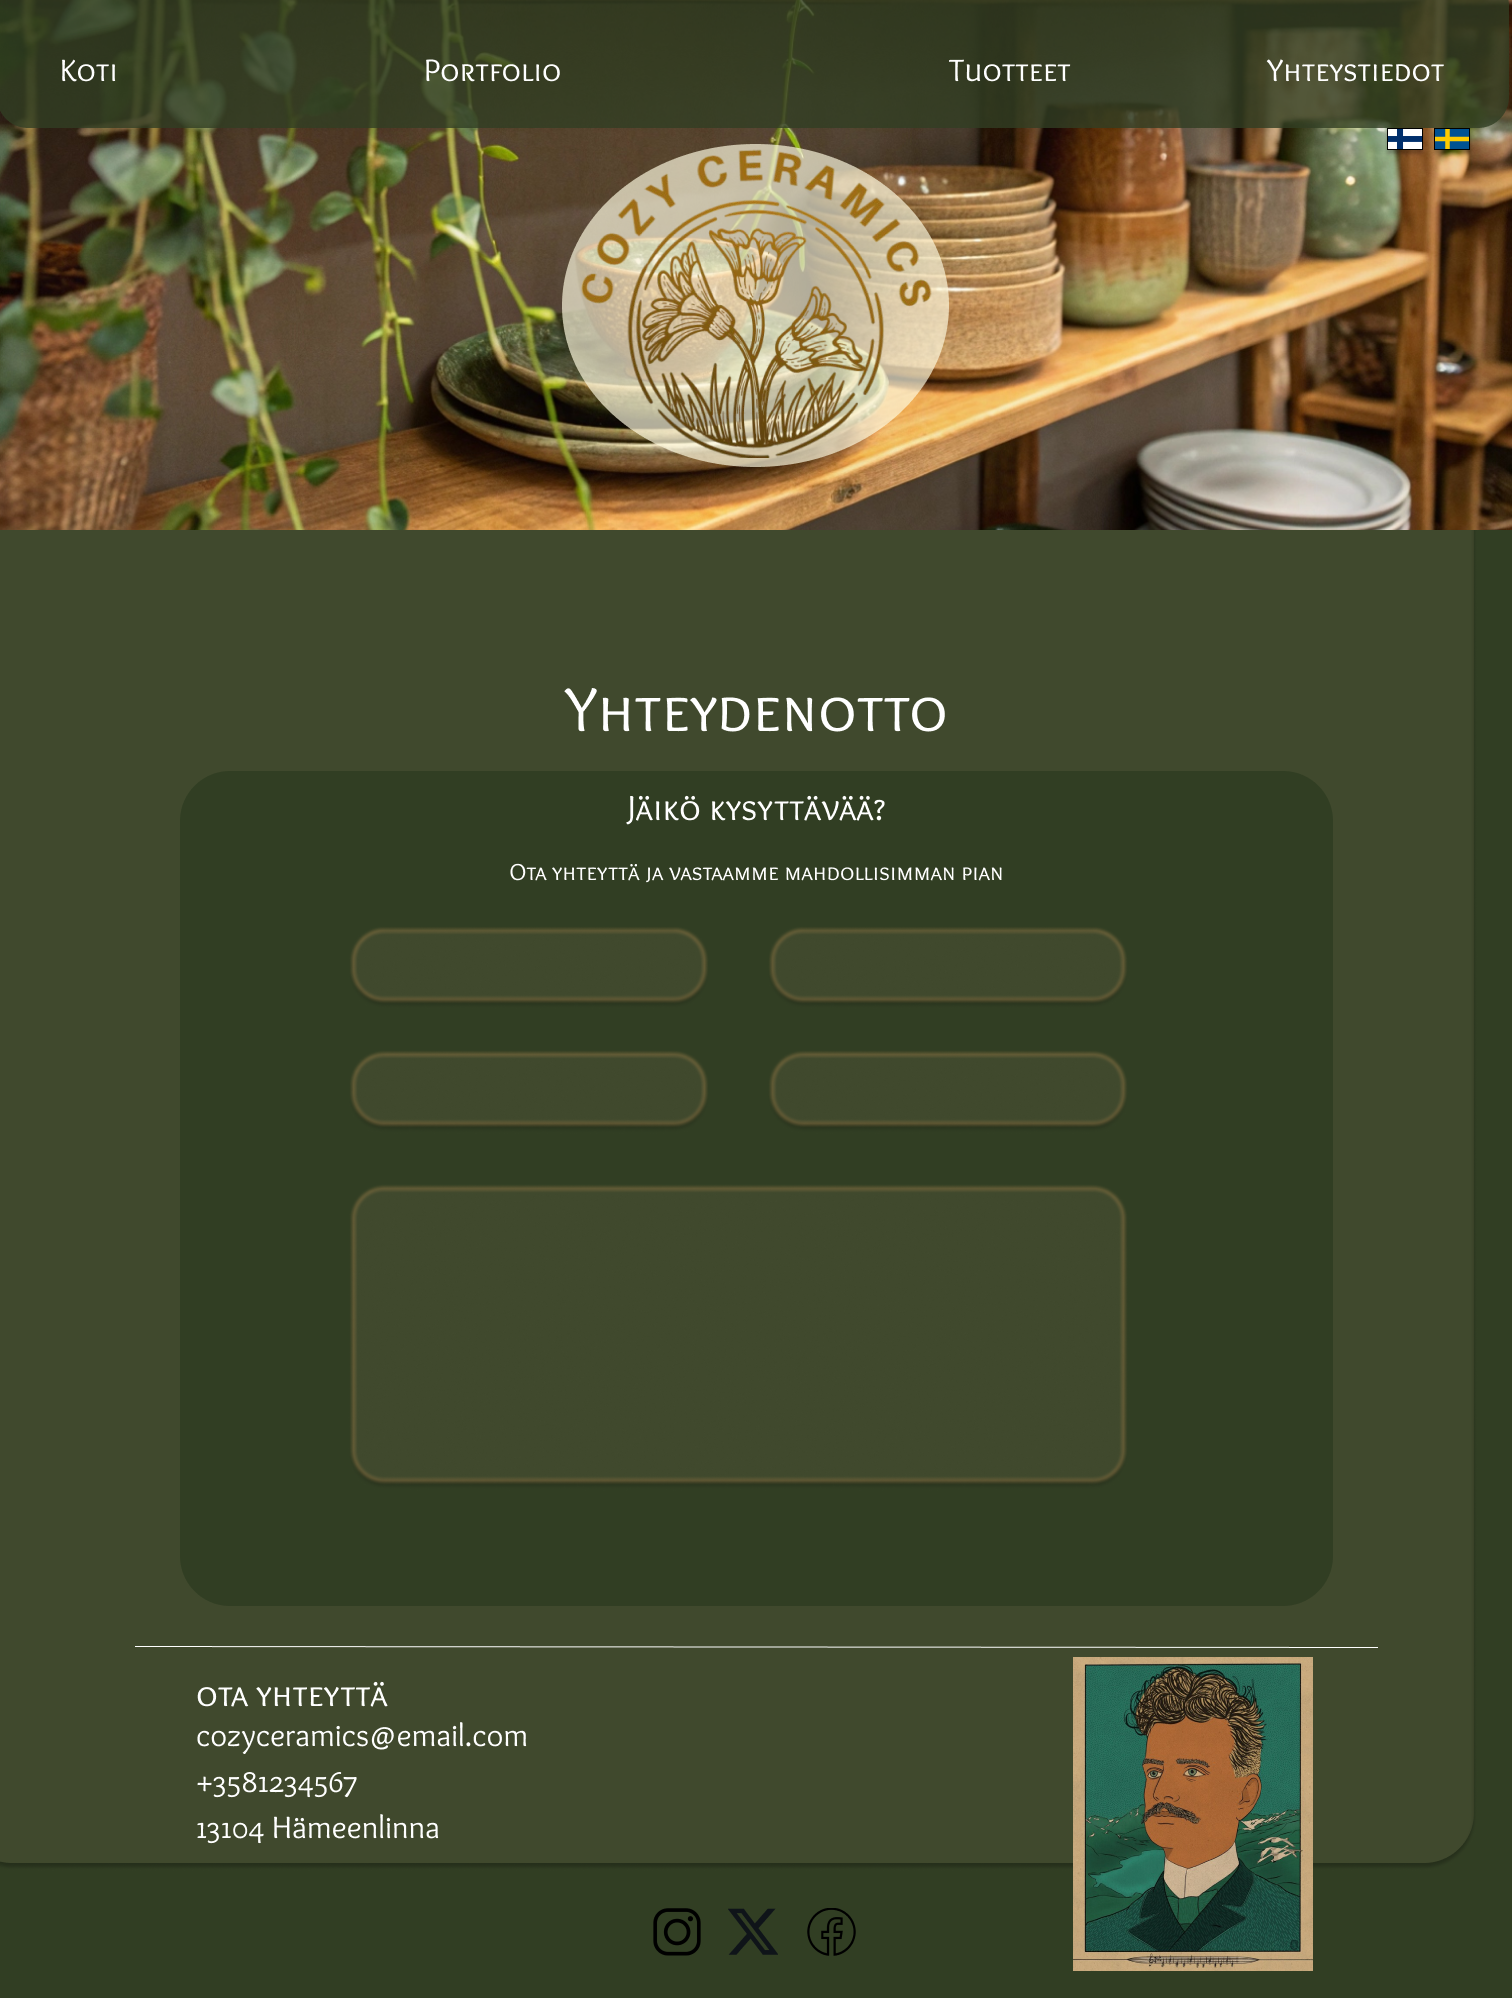 Koti
Portfolio
Tuotteet
Yhteystiedot
COZY CERAMICS
Yhteydenotto
Jäikö kysyttävää?
Ota yhteyttä ja vastaamme mahdollisimman pian
OTA YHTEYTTÄ
cozyceramics@email.com
+3581234567
13104 Hämeenlinna